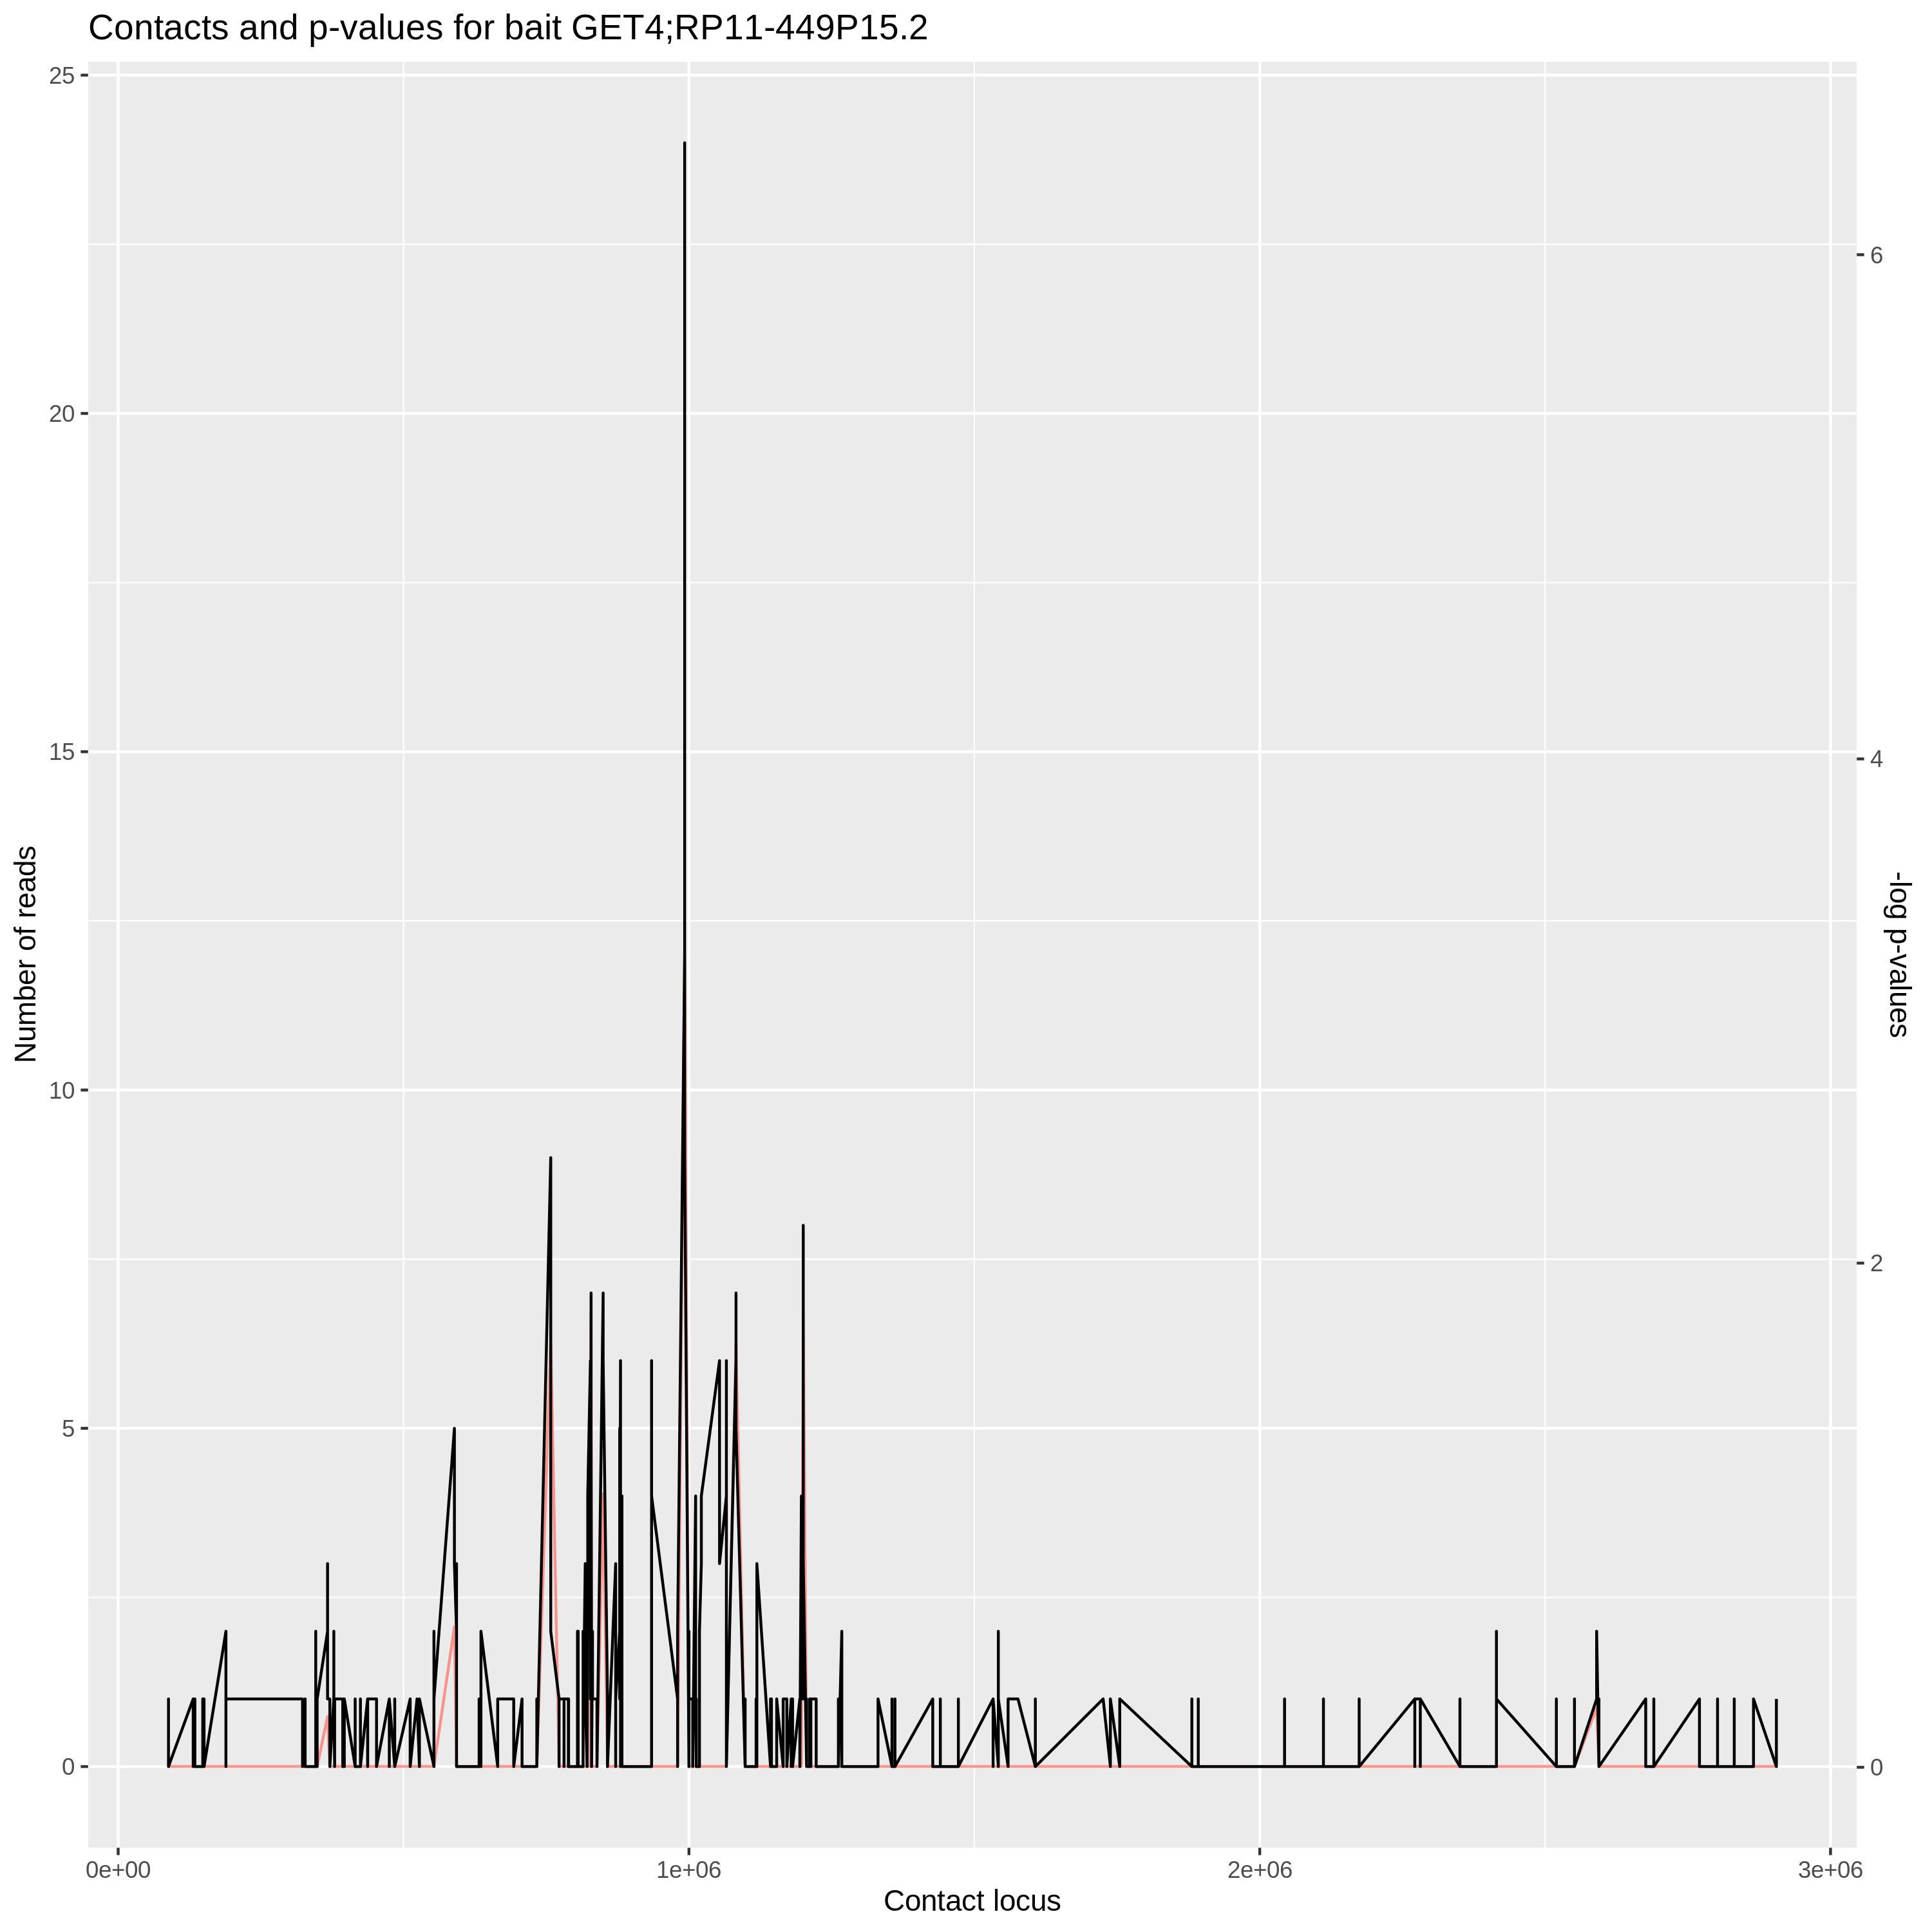 Contacts and p-values for bait GET4;RP11-449P15.2
25
20
15
10
5
0
Number of reads
6
4
2
0
-log p-values
0e+00
1e+06
2e+06
3e+06
Contact locus